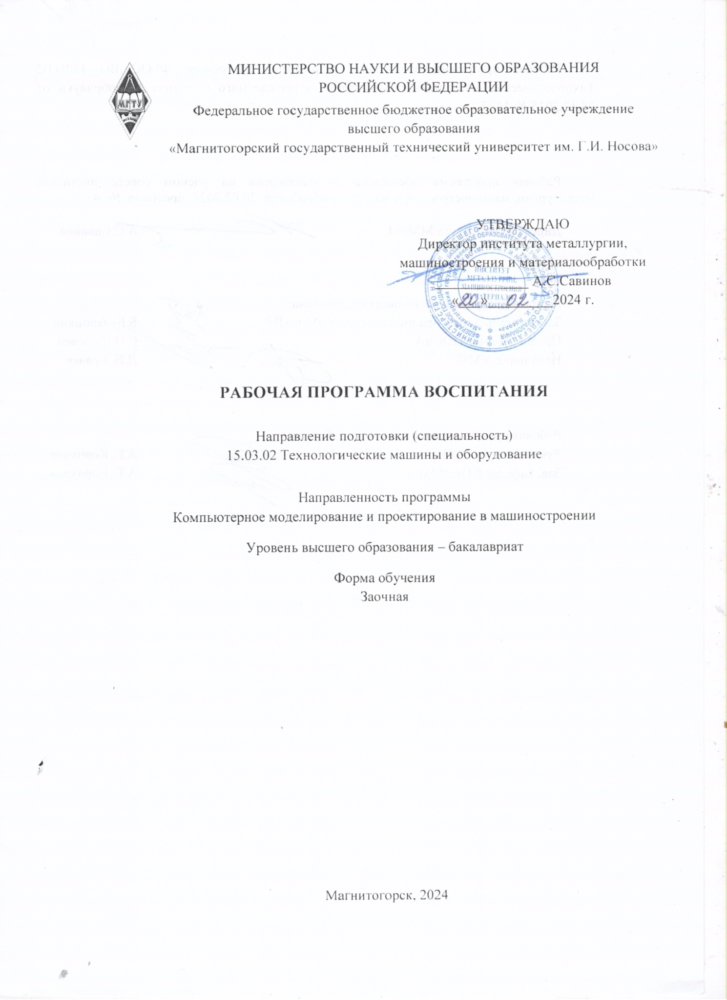 МИНИСТЕРСТВО НАУКИ И ВЫСШЕГО ОБРАЗОВАНИЯ
РОССИЙСКОЙ ФЕДЕРАЦИИ
МГТУ
Федеральное государственное бюджетное образовательное учреждение
высшего образования
«Магнитогорский государственный технический университет им. Г.И. Носова»
УТВЕРЖДАЮ
Директор института металлургии,
машиностроения и материалообработки
А.С.Савинов
«20» 02 2024 г.
ИНСТИТУТ
МЕТАЛЛУРГИИ,
МАШИНОСТРОЕНИЯ
РАБОЧАЯ ПРОГРАММА ВОСПИТАНИЯ
Направление подготовки (специальность)
15.03.02 Технологические машины и оборудование
Направленность программы
Компьютерное моделирование и проектирование в машиностроении
Уровень высшего образования – бакалавриат
Форма обучения
Заочная
Магнитогорск, 2024